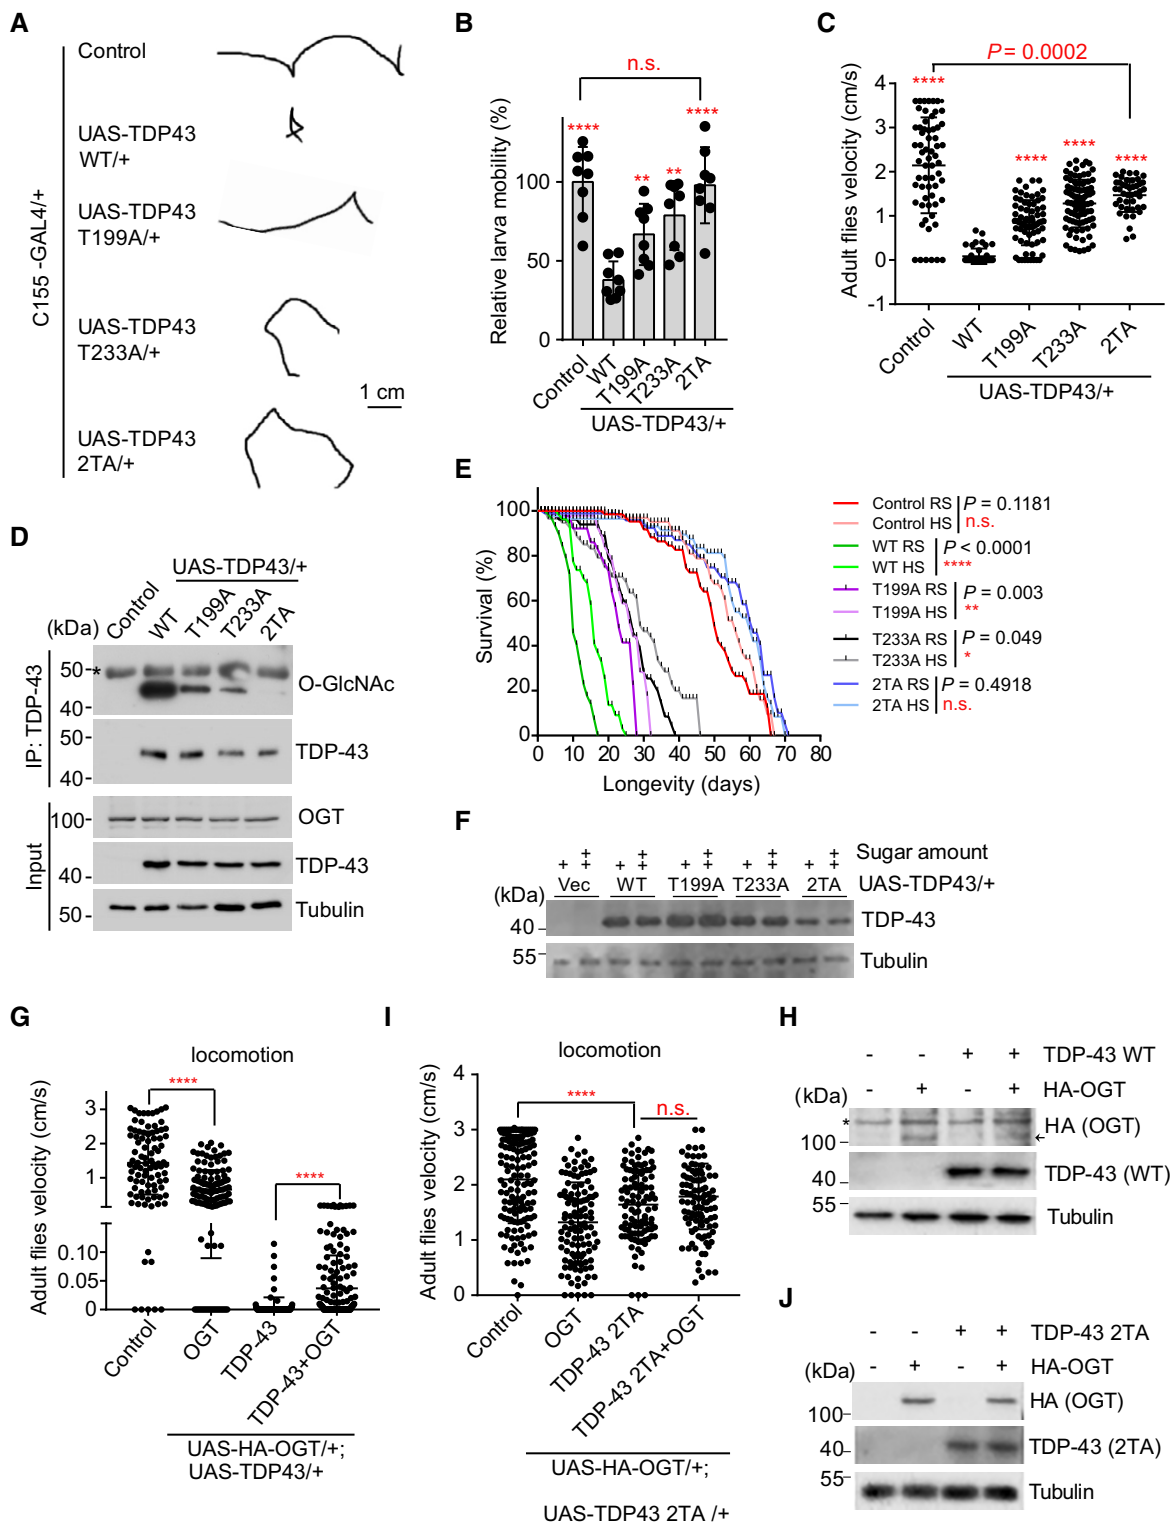 A
Control
UAS-TDP43
WT/+
UAS-TDP43
T199A/+
UAS-TDP43
T233A/+
UAS-TDP43
2TA/+
C155 -GAL4/+
1 cm
B
n.s.
Relative larva mobility (%)
100
50
0
****
**
**
****
Control
WT
T199A
T233A
2TA
UAS-TDP43/+
C
P = 0.0002
Adult flies velocity (cm/s)
4
3
2
1
0
-1
****
****
****
****
Control
WT
T199A
T233A
2TA
UAS-TDP43/+
D
UAS-TDP43/+
(kDa)
Control
WT
T199A
T233A
2TA
IP: TDP-43
50
*
40
O-GlcNAc
50
40
TDP-43
Input
100
OGT
40
TDP-43
50
Tubulin
E
Survival (%)
100
80
60
40
20
0
0 10 20 30 40 50 60 70 80
Longevity (days)
Control RS
Control HS
P = 0.1181
n.s.
WT RS
WT HS
P < 0.0001
****
T199A RS
T199A HS
P = 0.003
**
T233A RS
T233A HS
P = 0.049
*
2TA RS
2TA HS
P = 0.4918
n.s.
F
+ ++ + ++ + ++ + ++ + ++ Sugar amount
(kDa) Vec WT T199A T233A 2TA UAS-TDP43/+
40 TDP-43
55 Tubulin
G
locomotion
Adult flies velocity (cm/s)
3
2
1
0.10
0.05
0
****
****
Control
OGT
TDP-43
TDP-43+OGT
UAS-HA-OGT/+;
UAS-TDP43/+
I
locomotion
Adult flies velocity (cm/s)
4
3
2
1
0
****
n.s.
Control
OGT
TDP-43 2TA
TDP-43 2TA+OGT
UAS-HA-OGT/+;
UAS-TDP43 2TA /+
H
- - + + TDP-43 WT
- + - + HA-OGT
(kDa)
*
100
HA (OGT)
40
TDP-43 (WT)
55
Tubulin
J
- - + + TDP-43 2TA
- + - + HA-OGT
(kDa)
100
HA (OGT)
40
TDP-43 (2TA)
55
Tubulin